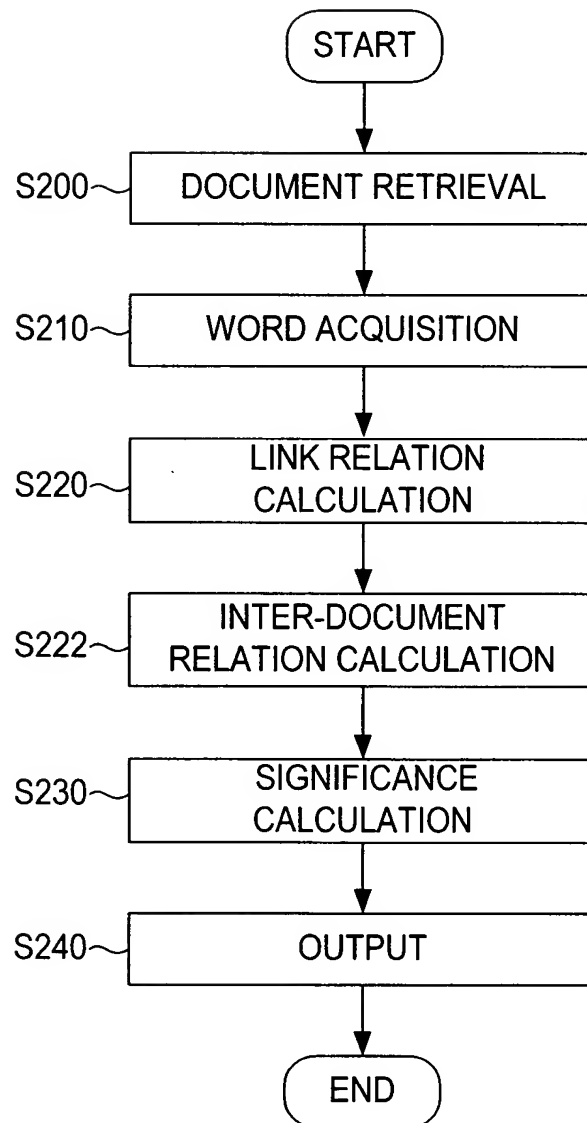 START
S200 DOCUMENT RETRIEVAL
S210 WORD ACQUISITION
S220 LINK RELATION
CALCULATION
S222 INTER-DOCUMENT
RELATION CALCULATION
S230 SIGNIFICANCE
CALCULATION
S240 OUTPUT
END